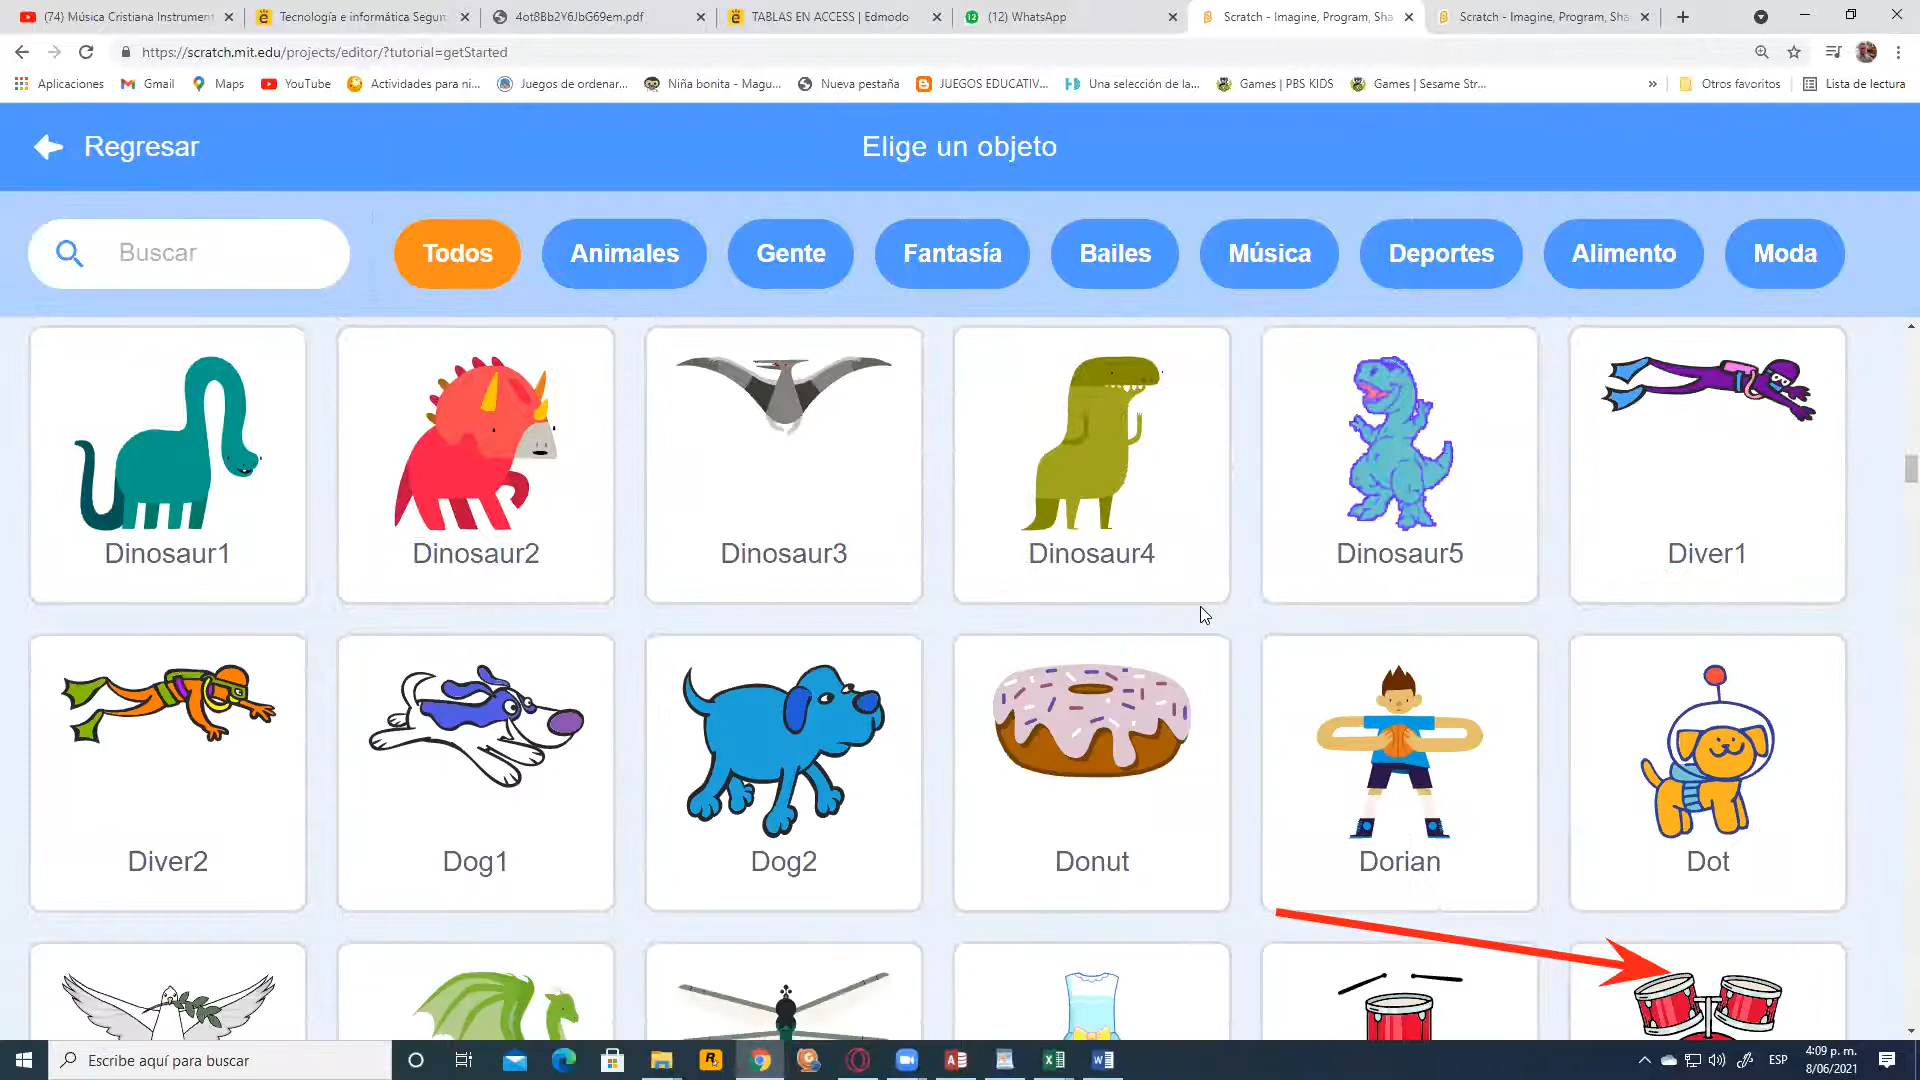 (74) Música Cristiana Instrument
Tecnología e informática Segun
4ot8Bb2Y6JbG69em.pdf
TABLAS EN ACCESS | Edmodo
(12) WhatsApp
Scratch - Imagine, Program, Sha
Scratch - Imagine, Program, Sha
https://scratch.mit.edu/projects/editor/?tutorial=getStarted
Aplicaciones
Gmail
Maps
YouTube
Actividades para ni...
Juegos de ordenar...
Niña bonita - Magu...
Nueva pestaña
JUEGOS EDUCATIV...
Una selección de la...
Games | PBS KIDS
Games | Sesame Str...
»
Otros favoritos
Lista de lectura
Regresar
Elige un objeto
Buscar
Todos
Animales
Gente
Fantasía
Bailes
Música
Deportes
Alimento
Moda
Dinosaur1
Dinosaur2
Dinosaur3
Dinosaur4
Dinosaur5
Diver1
Diver2
Dog1
Dog2
Donut
Dorian
Dot
Escribe aquí para buscar
ESP
4:09 p. m.
8/06/2021